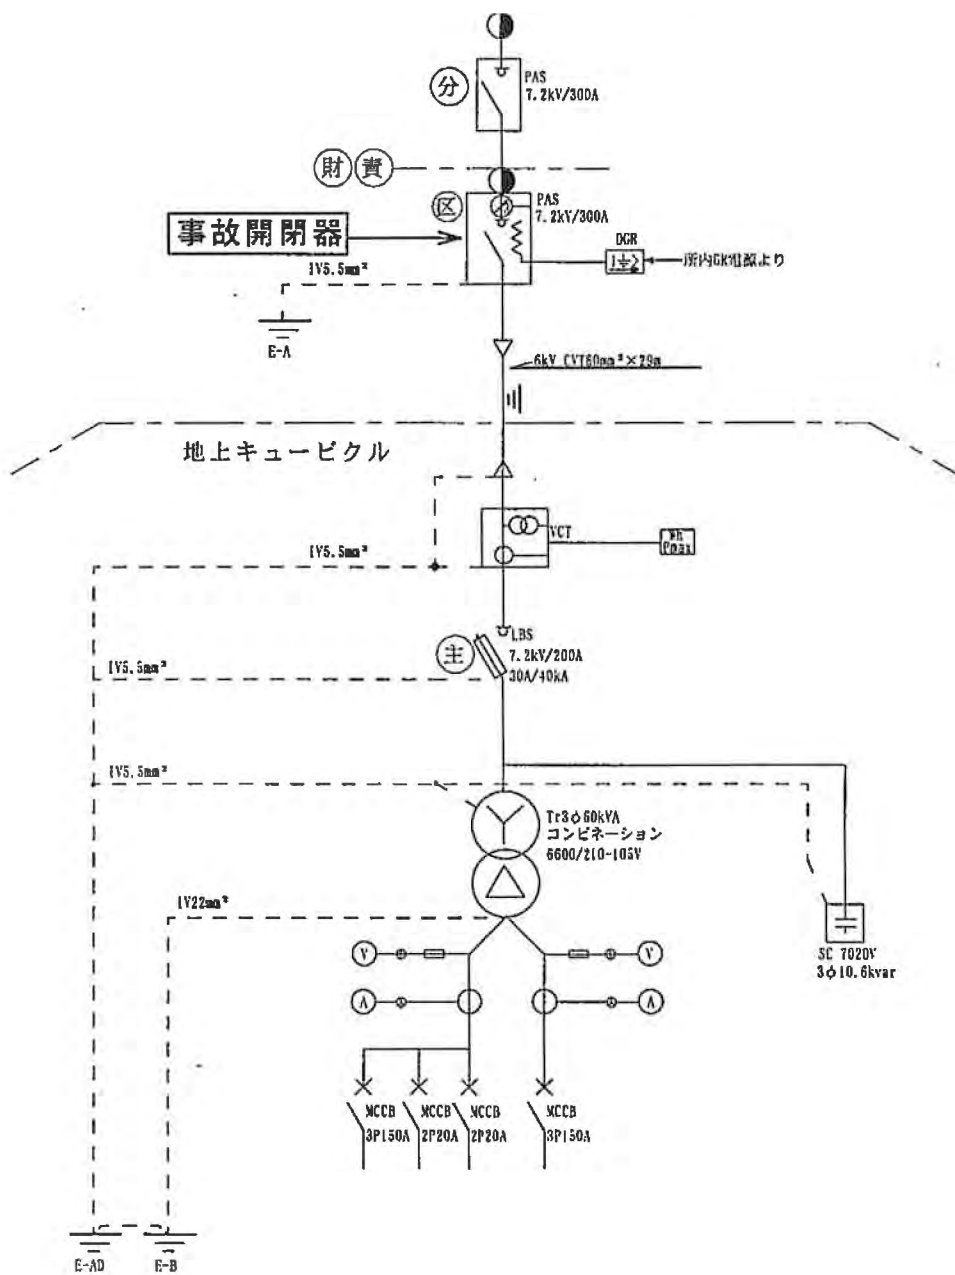 分
PAS
7.2kV/300A
財 責
区
PAS
7.2kV/300A
事故開閉器
DGR
所内GR電源より
IV5.5mm²
E-A
6kV CVT60mm²×29m
地上キュービクル
VCT
Wh
Pmax
IV5.5mm²
主
LBS
7.2kV/200A
30A/40kA
IV5.5mm²
IV5.5mm²
Tr3φ60kVA
コンビネーション
6600/210-105V
IV22mm²
V
V
SC 7020V
3φ10.6kvar
A
A
MCCB
3P150A
MCCB
2P20A
MCCB
2P20A
MCCB
3P150A
E-AD
E-B